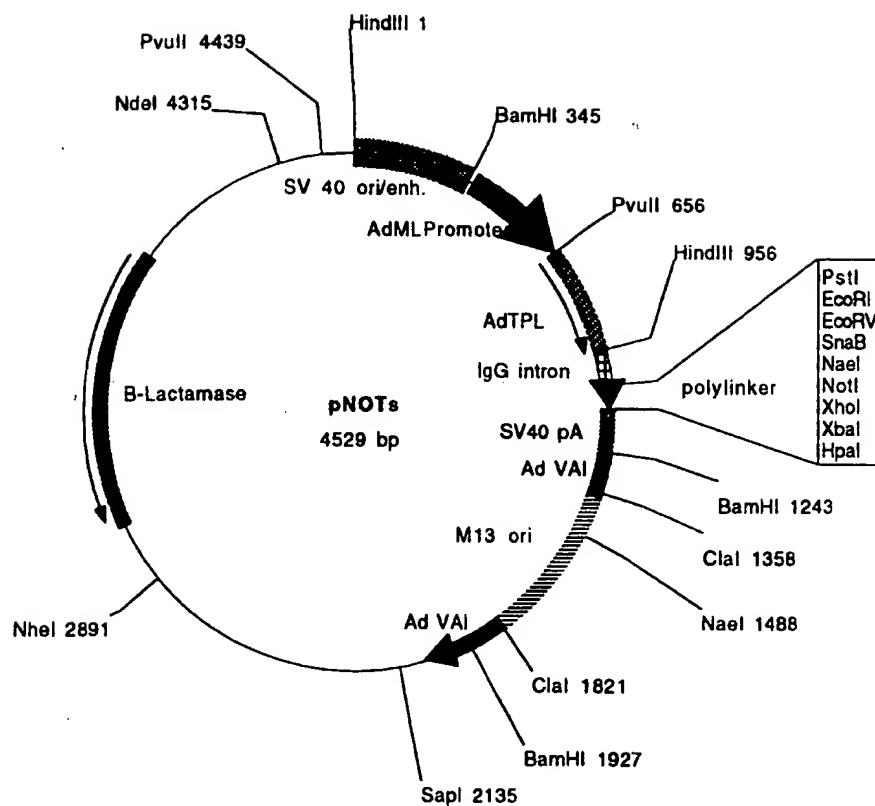 HindIII 1
PvuII 4439
NdeI 4315
BamHI 345
SV 40 ori/enh.
AdMLPromoter
PvuII 656
HindIII 956
PstI
EcoRI
EcoRV
SnaB
NaeI
NotI
XhoI
XbaI
HpaI
AdTPL
IgG intron
polylinker
B-Lactamase
pNOTs
4529 bp
SV40 pA
Ad VAI
BamHI 1243
M13 ori
ClaI 1358
NaeI 1488
NheI 2891
Ad VAI
ClaI 1821
BamHI 1927
SapI 2135